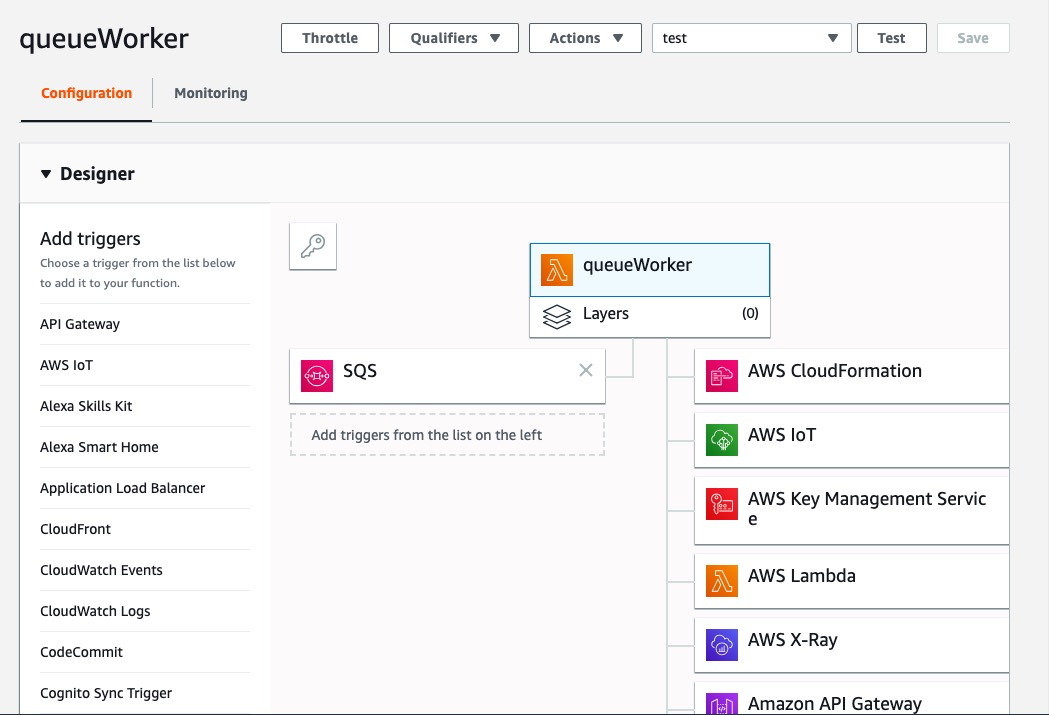 queueWorker
Throttle
Qualifiers
Actions
test
Test
Save
Configuration
Monitoring
Designer
Add triggers
Choose a trigger from the list below
to add it to your function.
API Gateway
AWS IoT
Alexa Skills Kit
Alexa Smart Home
Application Load Balancer
CloudFront
CloudWatch Events
CloudWatch Logs
CodeCommit
Cognito Sync Trigger
queueWorker
Layers (0)
SQS
Add triggers from the list on the left
AWS CloudFormation
AWS IoT
AWS Key Management Servic
e
AWS Lambda
AWS X-Ray
Amazon API Gateway